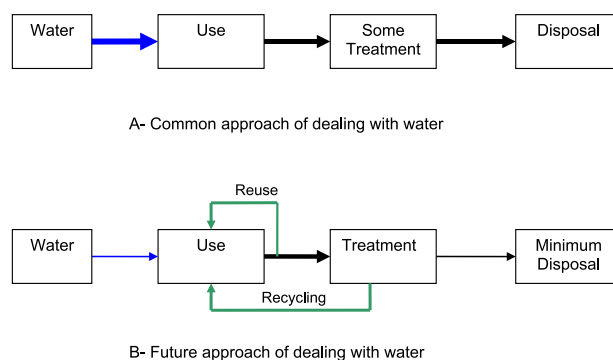 Water
Use
Some
Treatment
Disposal
A- Common approach of dealing with water
Reuse
Water
Use
Treatment
Minimum
Disposal
Recycling
B- Future approach of dealing with water